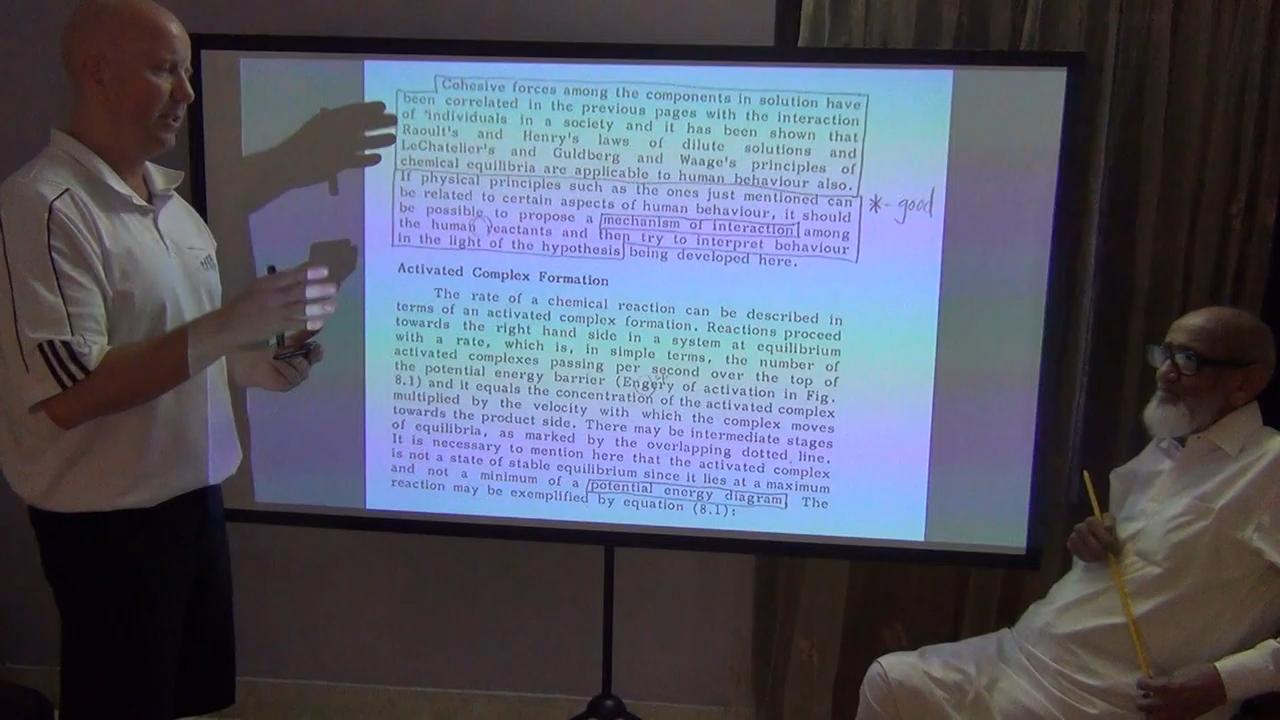 Cohesive forces among the components in solution have
been correlated in the previous pages with the interaction
of individuals in a society and it has been shown that
Raoult's and Henry's laws of dilute solutions and
LeChatelier's and Guldberg and Waage's principles of
chemical equilibria are applicable to human behaviour also.
If physical principles such as the ones just mentioned can
be related to certain aspects of human behaviour, it should
be possible to propose a mechanism of interaction among
the human reactants and then try to interpret behaviour
in the light of the hypothesis being developed here.
* - good
Activated Complex Formation
The rate of a chemical reaction can be described in
terms of an activated complex formation. Reactions proceed
towards the right hand side in a system at equilibrium
with a rate, which is, in simple terms, the number of
activated complexes passing per second over the top of
the potential energy barrier (Engery of activation in Fig.
8.1) and it equals the concentration of the activated complex
multiplied by the velocity with which the complex moves
towards the product side. There may be intermediate stages
of equilibria, as marked by the overlapping dotted line.
It is necessary to mention here that the activated complex
is not a state of stable equilibrium since it lies at a maximum
and not a minimum of a potential energy diagram. The
reaction may be exemplified by equation (8.1):